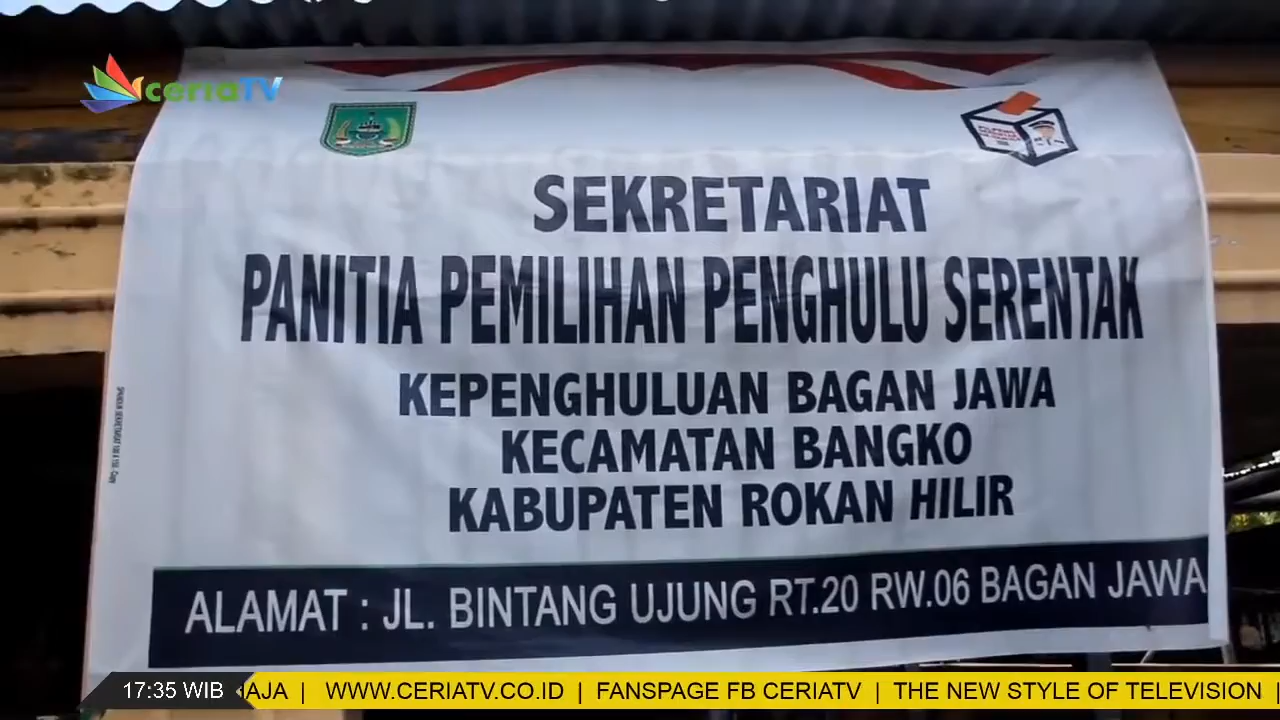 ceriaTV
SEKRETARIAT
PANITIA PEMILIHAN PENGHULU SERENTAK
KEPENGHULUAN BAGAN JAWA
KECAMATAN BANGKO
KABUPATEN ROKAN HILIR
ALAMAT : JL. BINTANG UJUNG RT.20 RW.06 BAGAN JAWA
17:35 WIB AJA | WWW.CERIATV.CO.ID | FANSPAGE FB CERIATV | THE NEW STYLE OF TELEVISION |